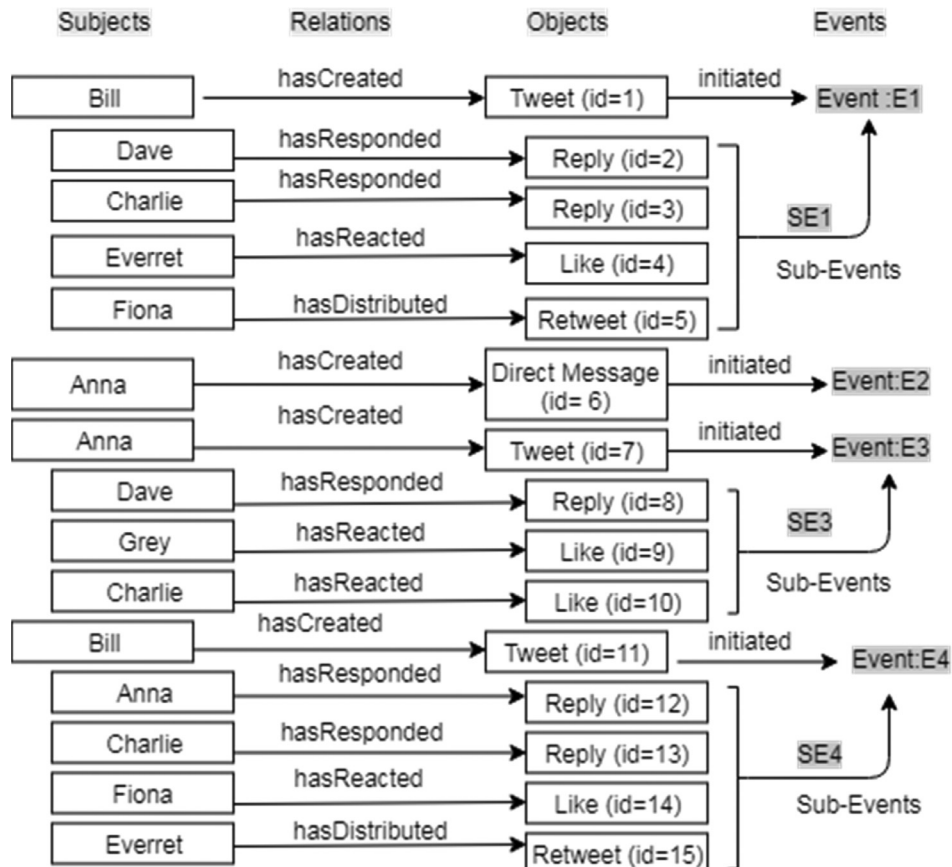 Subjects Relations Objects Events
Bill hasCreated Tweet (id=1) initiated Event :E1
Dave hasResponded Reply (id=2)
Charlie hasResponded Reply (id=3) SE1
Everret hasReacted Like (id=4) Sub-Events
Fiona hasDistributed Retweet (id=5)
Anna hasCreated Direct Message initiated Event:E2
(id= 6)
Anna hasCreated Tweet (id=7) initiated Event:E3
Dave hasResponded Reply (id=8) SE3
Grey hasReacted Like (id=9)
Charlie hasReacted Like (id=10) Sub-Events
Bill hasCreated Tweet (id=11) initiated Event:E4
Anna hasResponded Reply (id=12)
Charlie hasResponded Reply (id=13) SE4
Fiona hasReacted Like (id=14) Sub-Events
Everret hasDistributed Retweet (id=15)